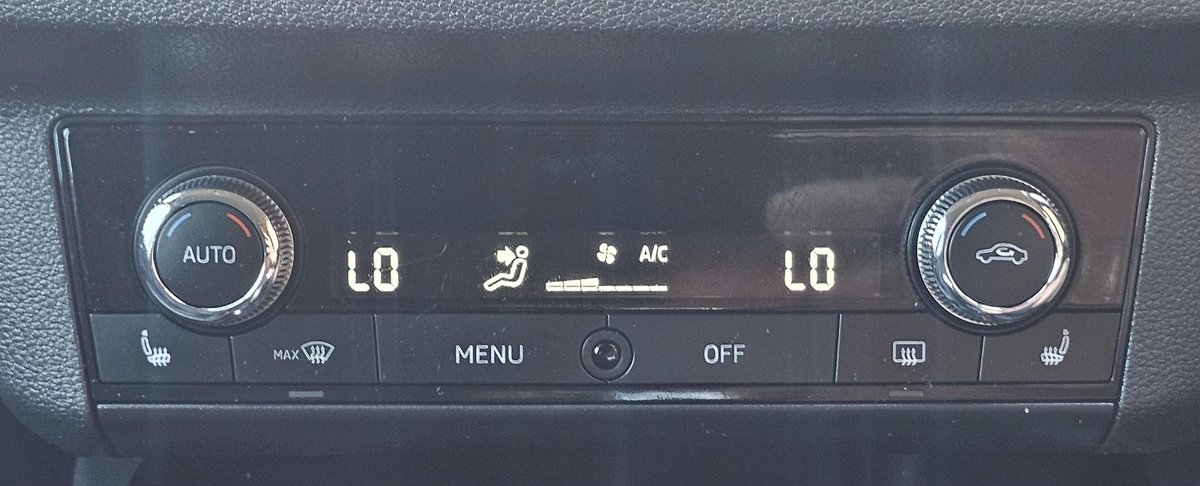 AUTO LO A/C LO
MAX MENU OFF